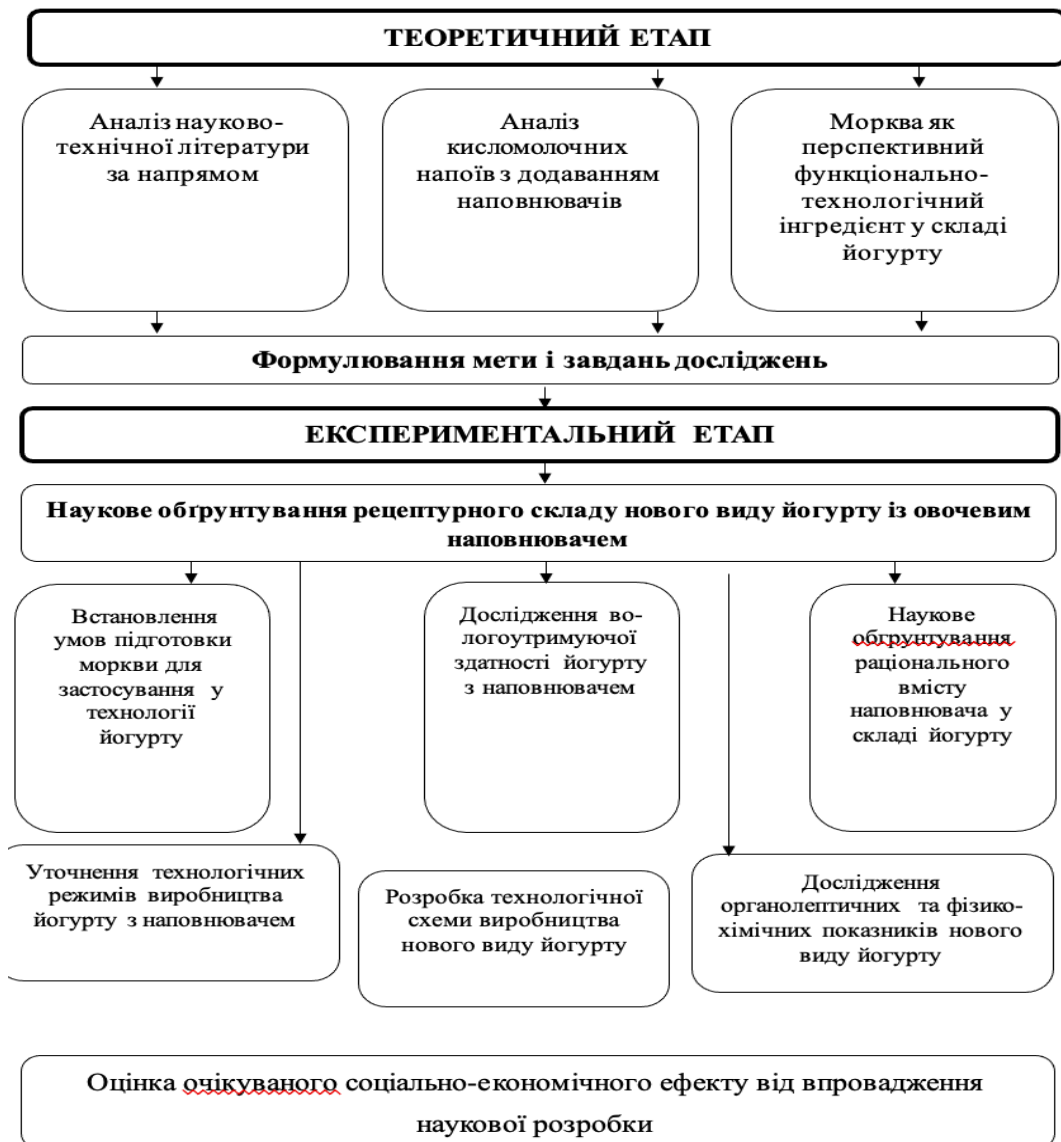 ТЕОРЕТИЧНИЙ ЕТАП
Аналіз науково-
технічної літератури
за напрямом
Аналіз
кисломолочних
напоїв з додаванням
наповнювачів
Морква як
перспективний
функціонально-
технологічний
інгредієнт у складі
йогурту
Формулювання мети і завдань досліджень
ЕКСПЕРИМЕНТАЛЬНИЙ ЕТАП
Наукове обґрунтування рецептурного складу нового виду йогурту із овочевим
наповнювачем
Встановлення
умов підготовки
моркви для
застосування у
технології
йогурту
Дослідження во-
логоутримуючої
здатності йогурту
з наповнювачем
Наукове
обгрунтування
раціонального
вмісту
наповнювача у
складі йогурту
Уточнення технологічних
режимів виробництва
йогурту з наповнювачем
Розробка технологічної
схеми виробництва
нового виду йогурту
Дослідження
органолептичних та фізико-
хімічних показників нового
виду йогурту
Оцінка очікуваного соціально-економічного ефекту від впровадження
наукової розробки